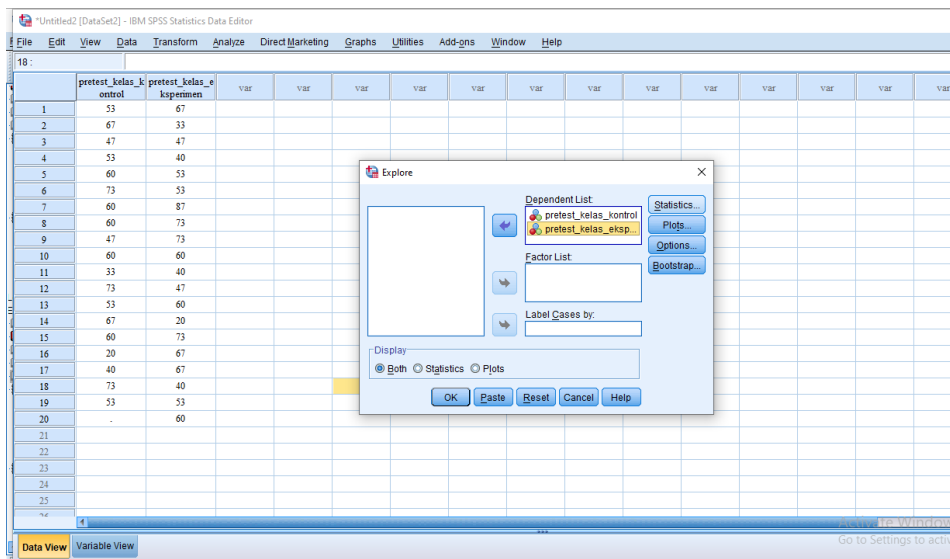 *Untitled2 [DataSet2] - IBM SPSS Statistics Data Editor
File Edit View Data Transform Analyze Direct Marketing Graphs Utilities Add-ons Window Help
18 :
pretest_kelas_k pretest_kelas_e
ontrol ksperimen var var var var var var var var var var var var var
1 53 67
2 67 33
3 47 47
4 53 40
5 60 53
6 73 53
7 60 87
8 60 73
9 47 73
10 60 60
11 33 40
12 73 47
13 53 60
14 67 20
15 60 73
16 20 67
17 40 67
18 73 40
19 53 53
20 . 60
21
22
23
24
25
26
Explore
Dependent List:
pretest_kelas_kontrol
pretest_kelas_eksp...
Factor List:
Label Cases by:
Statistics...
Plots...
Options...
Bootstrap...
Display
Both Statistics Plots
OK Paste Reset Cancel Help
Data View Variable View
Activate Window
Go to Settings to activ